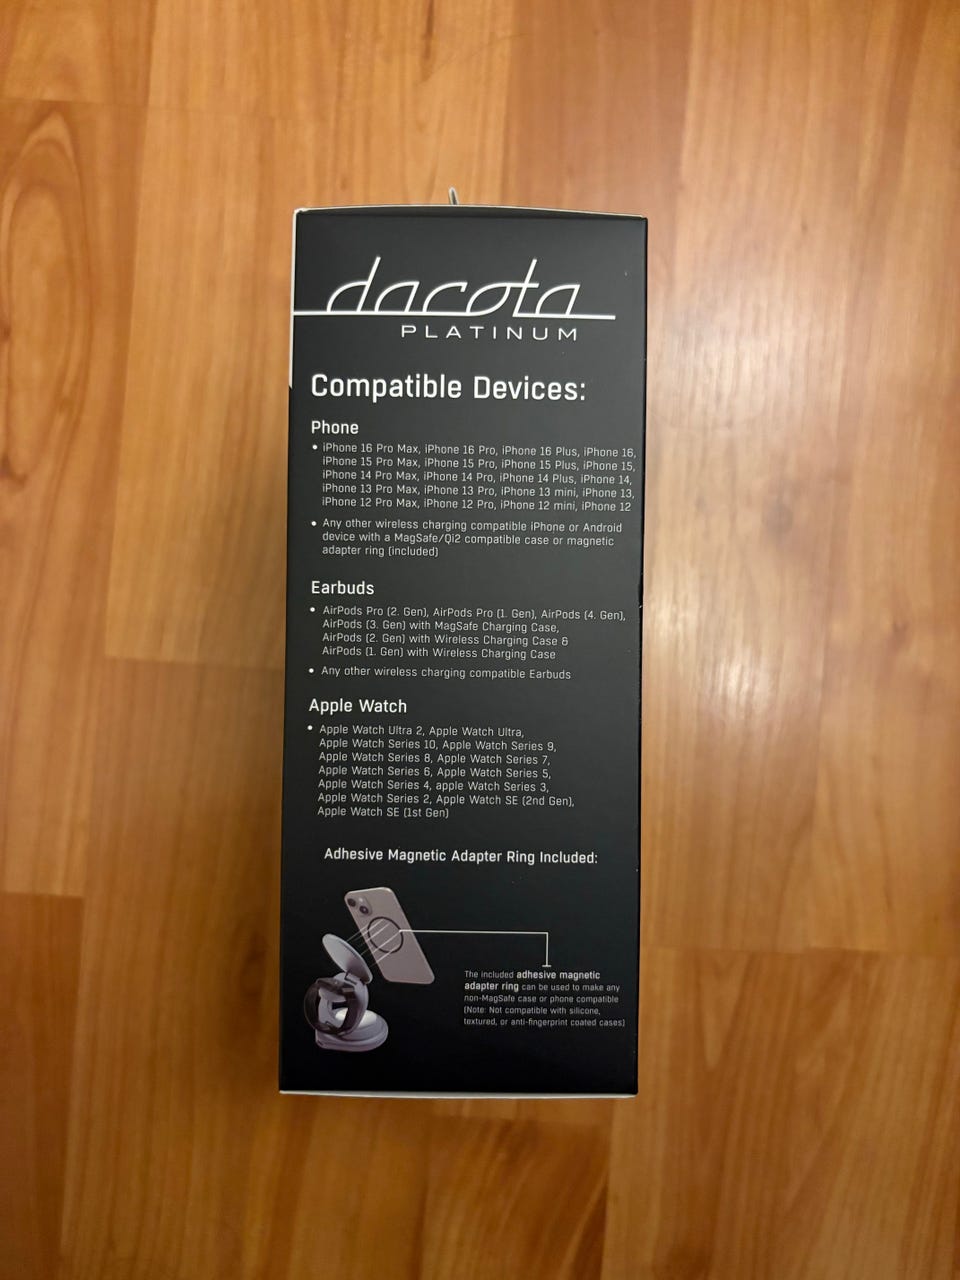 dacota
PLATINUM
Compatible Devices:
Phone
• iPhone 16 Pro Max, iPhone 16 Pro, iPhone 16 Plus, iPhone 16,
iPhone 15 Pro Max, iPhone 15 Pro, iPhone 15 Plus, iPhone 15,
iPhone 14 Pro Max, iPhone 14 Pro, iPhone 14 Plus, iPhone 14,
iPhone 13 Pro Max, iPhone 13 Pro, iPhone 13 mini, iPhone 13,
iPhone 12 Pro Max, iPhone 12 Pro, iPhone 12 mini, iPhone 12
• Any other wireless charging compatible iPhone or Android
device with a MagSafe/Qi2 compatible case or magnetic
adapter ring (included)
Earbuds
• AirPods Pro (2. Gen), AirPods Pro (1. Gen), AirPods (4. Gen),
AirPods (3. Gen) with MagSafe Charging Case,
AirPods (2. Gen) with Wireless Charging Case &
AirPods (1. Gen) with Wireless Charging Case
• Any other wireless charging compatible Earbuds
Apple Watch
• Apple Watch Ultra 2, Apple Watch Ultra,
Apple Watch Series 10, Apple Watch Series 9,
Apple Watch Series 8, Apple Watch Series 7,
Apple Watch Series 6, Apple Watch Series 5,
Apple Watch Series 4, apple Watch Series 3,
Apple Watch Series 2, Apple Watch SE (2nd Gen),
Apple Watch SE (1st Gen)
Adhesive Magnetic Adapter Ring Included:
The included adhesive magnetic
adapter ring can be used to make any
non-MagSafe case or phone compatible
(Note: Not compatible with silicone,
textured, or anti-fingerprint coated cases)